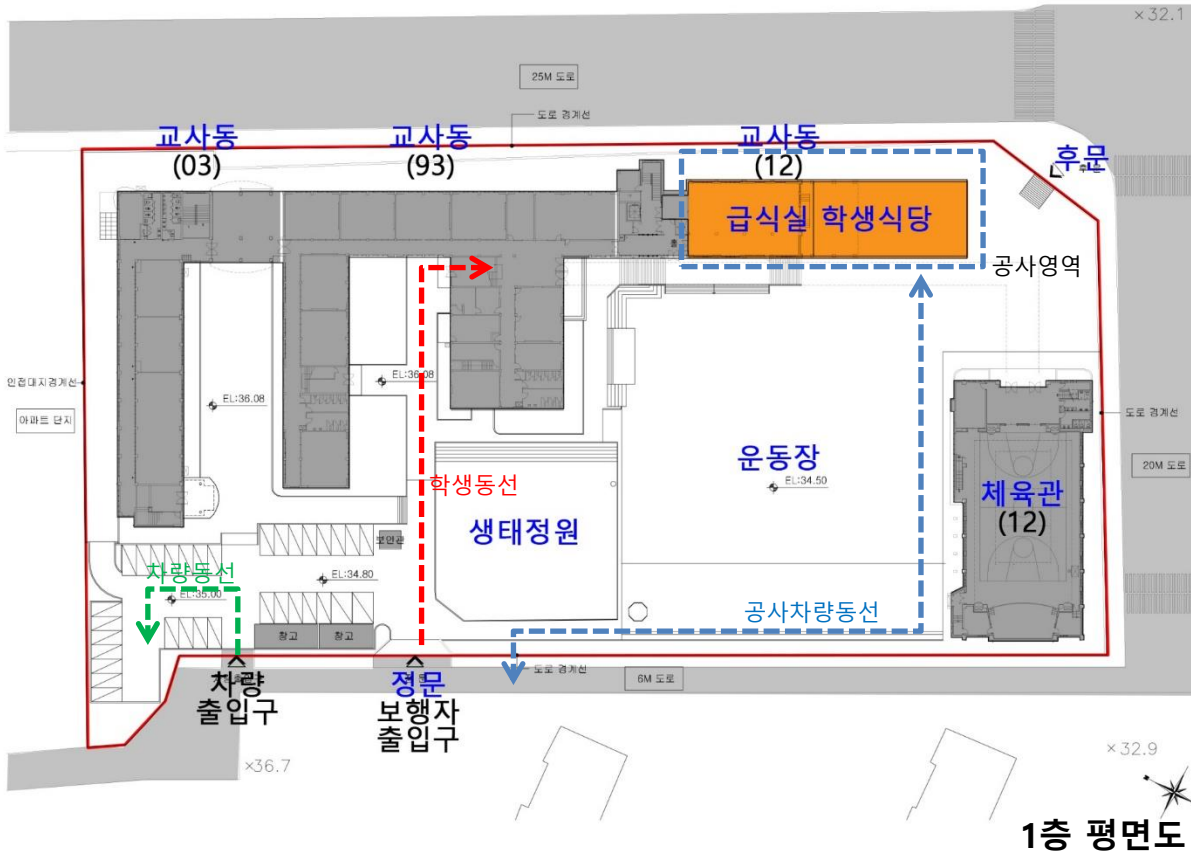 ×32.1
25M 도로
도로 경계선
교사동
(03)
교사동
(93)
교사동
(12)
후문
급식실 학생식당
공사영역
인접대지경계선
아파트 단지
EL:36.08
EL:36.08
도로 경계선
20M 도로
운동장
EL:34.50
체육관
(12)
학생동선
생태정원
차량동선
EL:35.00
EL:34.80
공사차량동선
창고
창고
차량
출입구
정문
보행자
출입구
도로 경계선
6M 도로
×36.7
×32.9
1층 평면도